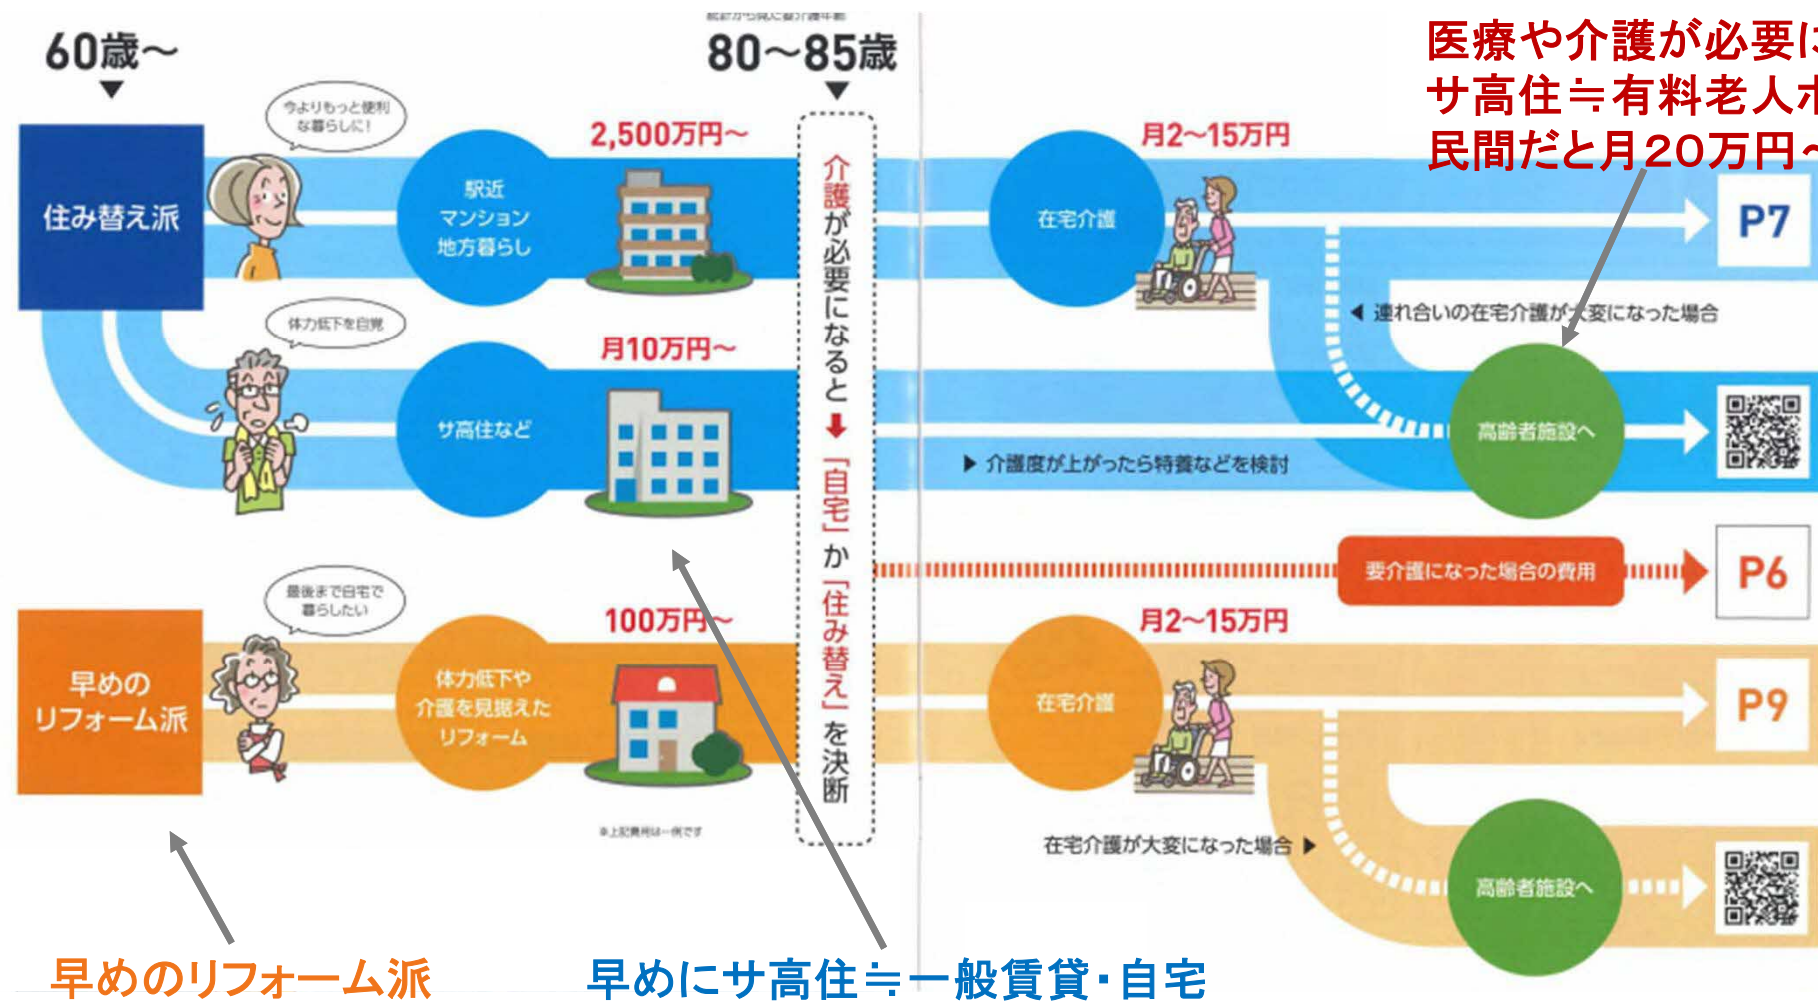 60歳～
80～85歳
医療や介護が必要に
サ高住≒有料老人ホ
民間だと月20万円～
今よりもっと便利
な暮らしに!
住み替え派
駅近
マンション
地方暮らし
2,500万円～
在宅介護
月2～15万円
P7
◀ 連れ合いの在宅介護が大変になった場合
体力低下を自覚
サ高住など
月10万円～
▶ 介護度が上がったら特養などを検討
高齢者施設へ
介護が必要になると
「自宅」か「住み替え」を決断
要介護になった場合の費用
P6
最後まで自宅で
暮らしたい
早めの
リフォーム派
体力低下や
介護を見据えた
リフォーム
100万円～
※上記費用は一例です
在宅介護
月2～15万円
P9
在宅介護が大変になった場合 ▶
高齢者施設へ
早めのリフォーム派
早めにサ高住≒一般賃貸・自宅